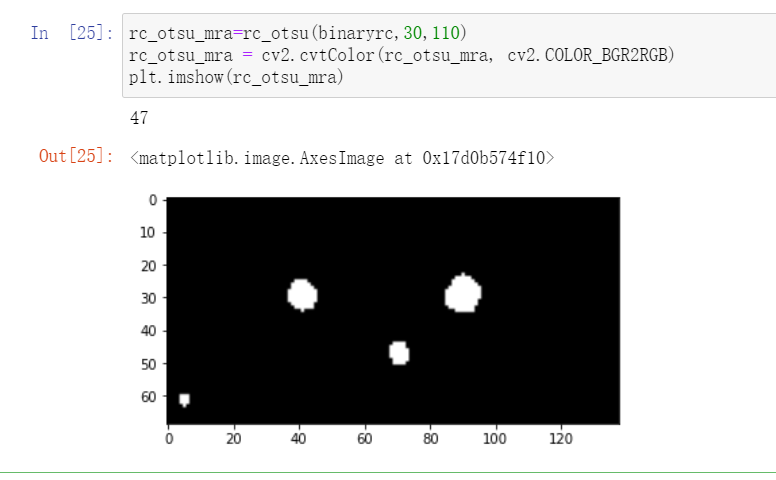 In [25]: rc_otsu_mra=rc_otsu(binaryrc,30,110)
rc_otsu_mra = cv2.cvtColor(rc_otsu_mra, cv2.COLOR_BGR2RGB)
plt.imshow(rc_otsu_mra)
47
Out[25]: <matplotlib.image.AxesImage at 0x17d0b574f10>
0
10
20
30
40
50
60
0 20 40 60 80 100 120